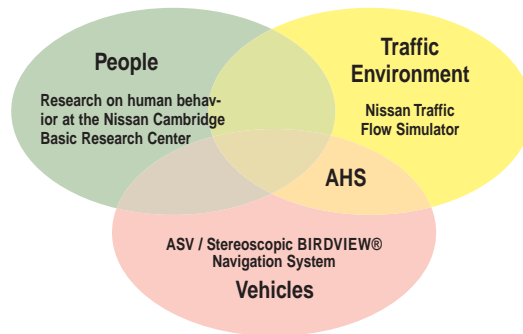 People
Research on human behav-
ior at the Nissan Cambridge
Basic Research Center
Traffic
Environment
Nissan Traffic
Flow Simulator
AHS
ASV / Stereoscopic BIRDVIEW®
Navigation System
Vehicles